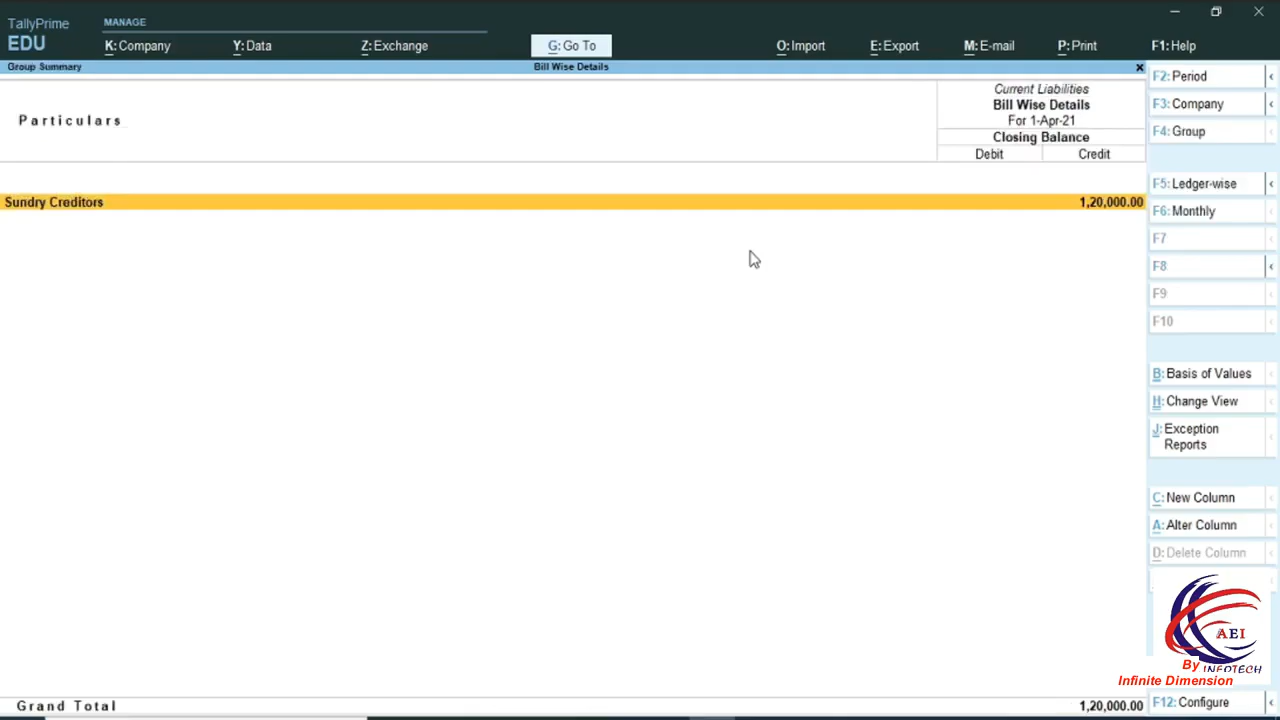 TallyPrime
EDU
MANAGE
K: Company
Y: Data
Z: Exchange
G: Go To
O: Import
E: Export
M: E-mail
P: Print
F1: Help
Group Summary
Bill Wise Details
Particulars
Current Liabilities
Bill Wise Details
For 1-Apr-21
Closing Balance
Debit
Credit
Sundry Creditors
1,20,000.00
Grand Total
1,20,000.00
F2: Period
F3: Company
F4: Group
F5: Ledger-wise
F6: Monthly
F7
F8
F9
F10
B: Basis of Values
H: Change View
J: Exception
Reports
C: New Column
A: Alter Column
D: Delete Column
AEI
INFOTECH
By
Infinite Dimension
F12: Configure